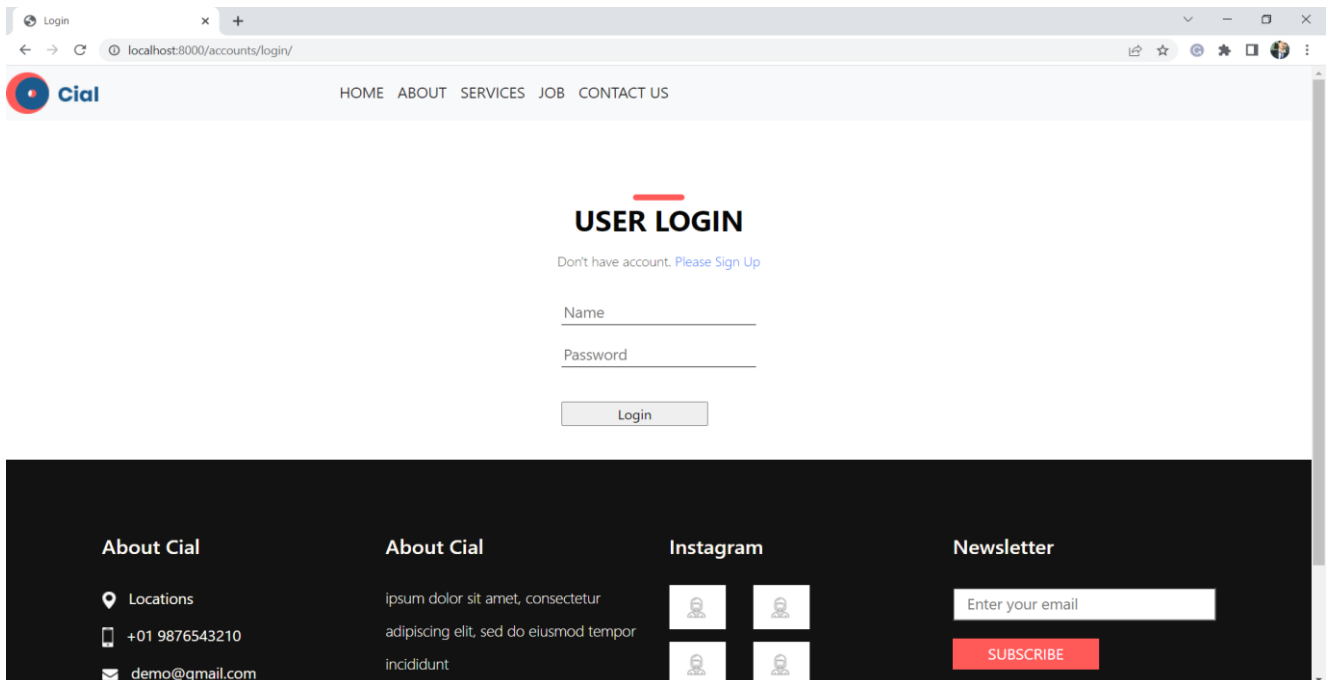 Login
localhost:8000/accounts/login/
Cial
HOME ABOUT SERVICES JOB CONTACT US
USER LOGIN
Don't have account. Please Sign Up
Name
Password
Login
About Cial
Locations
+01 9876543210
demo@gmail.com
About Cial
ipsum dolor sit amet, consectetur
adipiscing elit, sed do eiusmod tempor
incididunt
Instagram
Newsletter
Enter your email
SUBSCRIBE